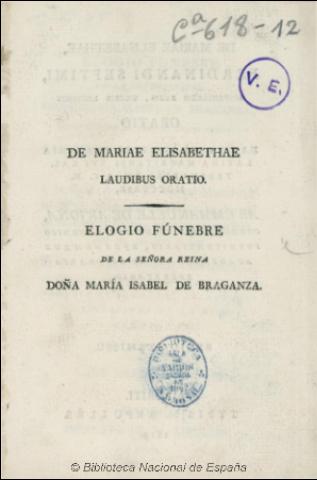 Cª 618-12
V. E.
DE MARIAE ELISABETHAE
LAUDIBUS ORATIO.
ELOGIO FÚNEBRE
DE LA SEÑORA REINA
DOÑA MARÍA ISABEL DE BRAGANZA.
BIBLIOTECA
© Biblioteca Nacional de España